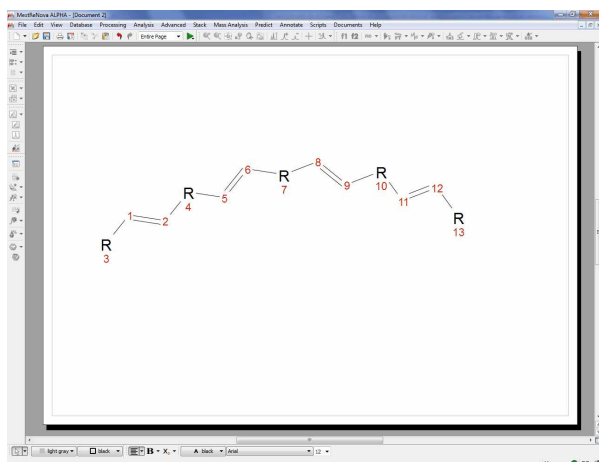 MestReNova ALPHA - [Document 2]
File Edit View Database Processing Analysis Advanced Stack Mass Analysis Predict Annotate Scripts Documents Help
Entire Page
8
6
R
R
7
10
9
12
R
4
5
11
1
2
R
13
R
3
light gray
black
B
X₂
A black
Arial
12